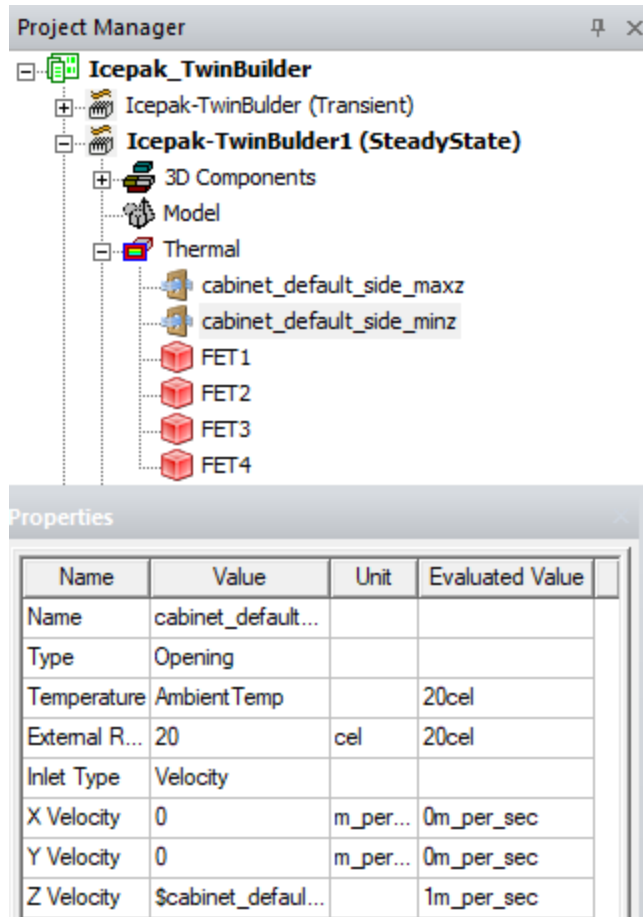 Project Manager
Icepak_TwinBuilder
Icepak-TwinBulder (Transient)
Icepak-TwinBulder1 (SteadyState)
3D Components
Model
Thermal
cabinet_default_side_maxz
cabinet_default_side_minz
FET1
FET2
FET3
FET4
Properties
Name Value Unit Evaluated Value
Name cabinet_default...
Type Opening
Temperature AmbientTemp 20cel
External R... 20 cel 20cel
Inlet Type Velocity
X Velocity 0 m_per... 0m_per_sec
Y Velocity 0 m_per... 0m_per_sec
Z Velocity $cabinet_defaul... 1m_per_sec